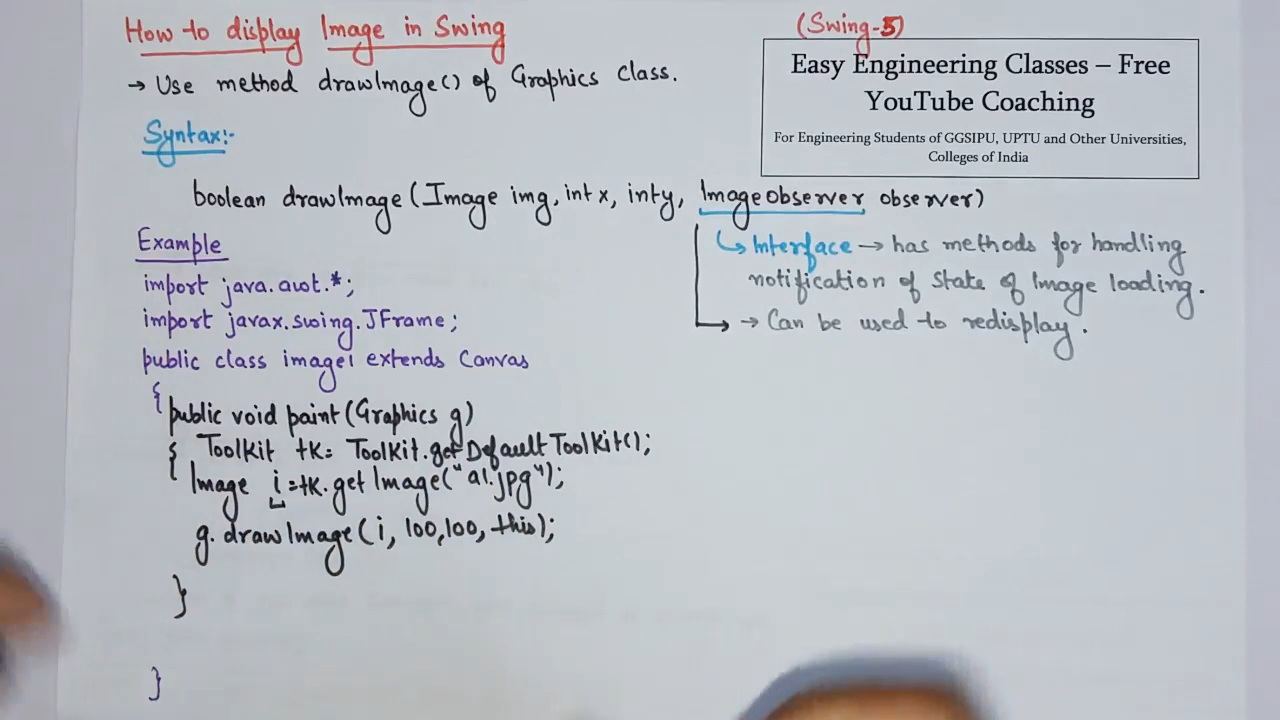 How to display Image in Swing
(Swing-5)
Easy Engineering Classes – Free
YouTube Coaching
For Engineering Students of GGSIPU, UPTU and Other Universities,
Colleges of India
→ Use method drawImage() of Graphics Class.
Syntax:-
boolean drawImage(Image img, int x, int y, ImageObserver observer)
↳ Interface → has methods for handling
notification of state of Image loading.
→ Can be used to redisplay.
Example
import java.awt.*;
import javax.swing.JFrame;
public class image1 extends Canvas
{
public void paint(Graphics g)
{ ToolKit tk= ToolKit.getDefaultToolKit();
Image i=tk.getImage("a1.jpg");
g.drawImage(i, 100,100, this);
}
}